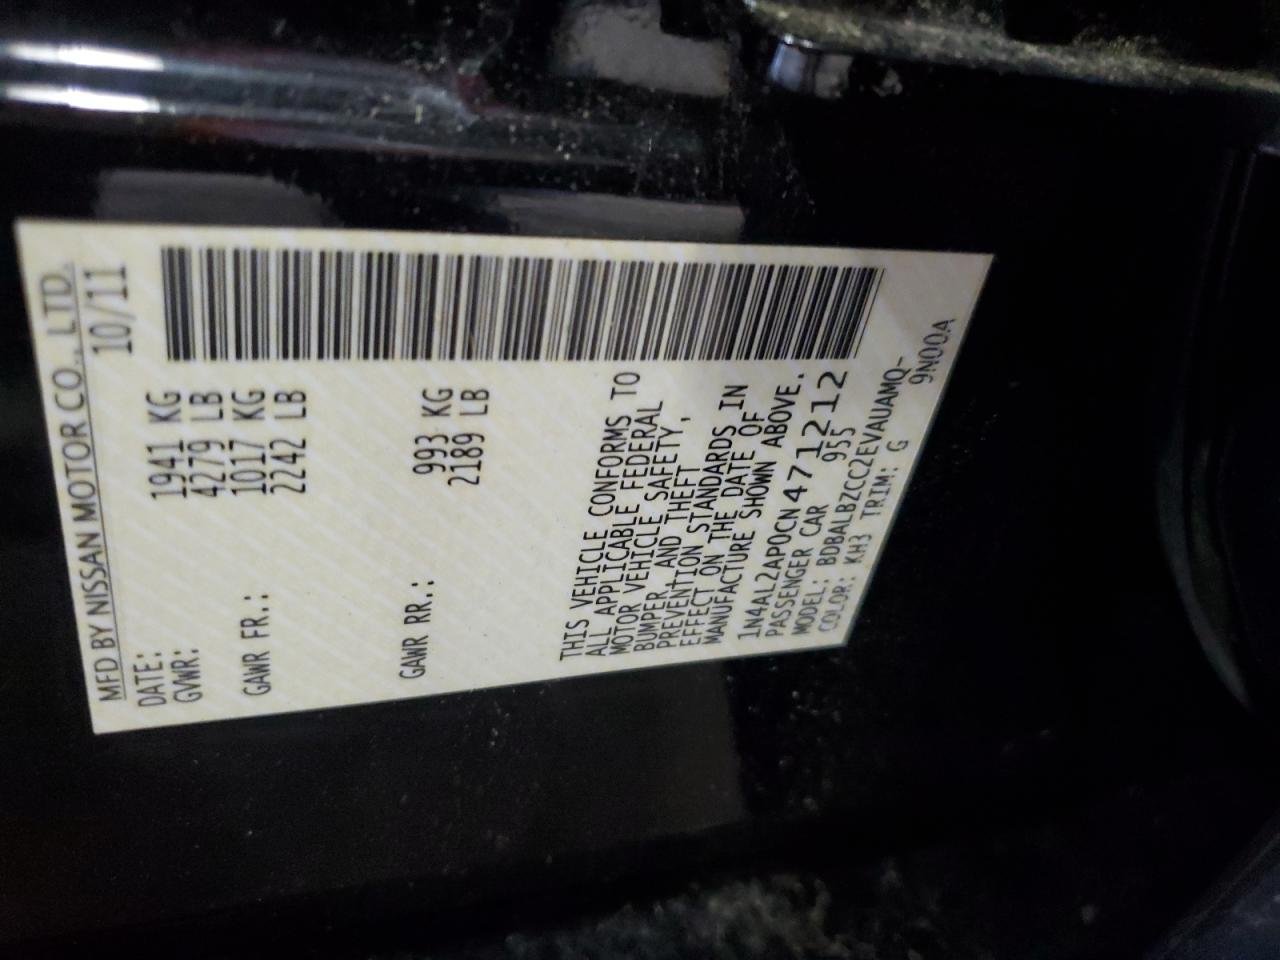 MFD BY NISSAN MOTOR CO., LTD.
DATE: 10/11
GVWR: 1941 KG
4279 LB
GAWR FR.: 1017 KG
2242 LB
GAWR RR.: 993 KG
2189 LB
THIS VEHICLE CONFORMS TO
ALL APPLICABLE FEDERAL
MOTOR VEHICLE SAFETY,
BUMPER, AND THEFT
PREVENTION STANDARDS IN
EFFECT ON THE DATE OF
MANUFACTURE SHOWN ABOVE.
1N4AL2AP0CN471212
PASSENGER CAR 955
MODEL: BDBALBZCC2EVAUAMQ-
COLOR: KH3 TRIM: G 9N00A